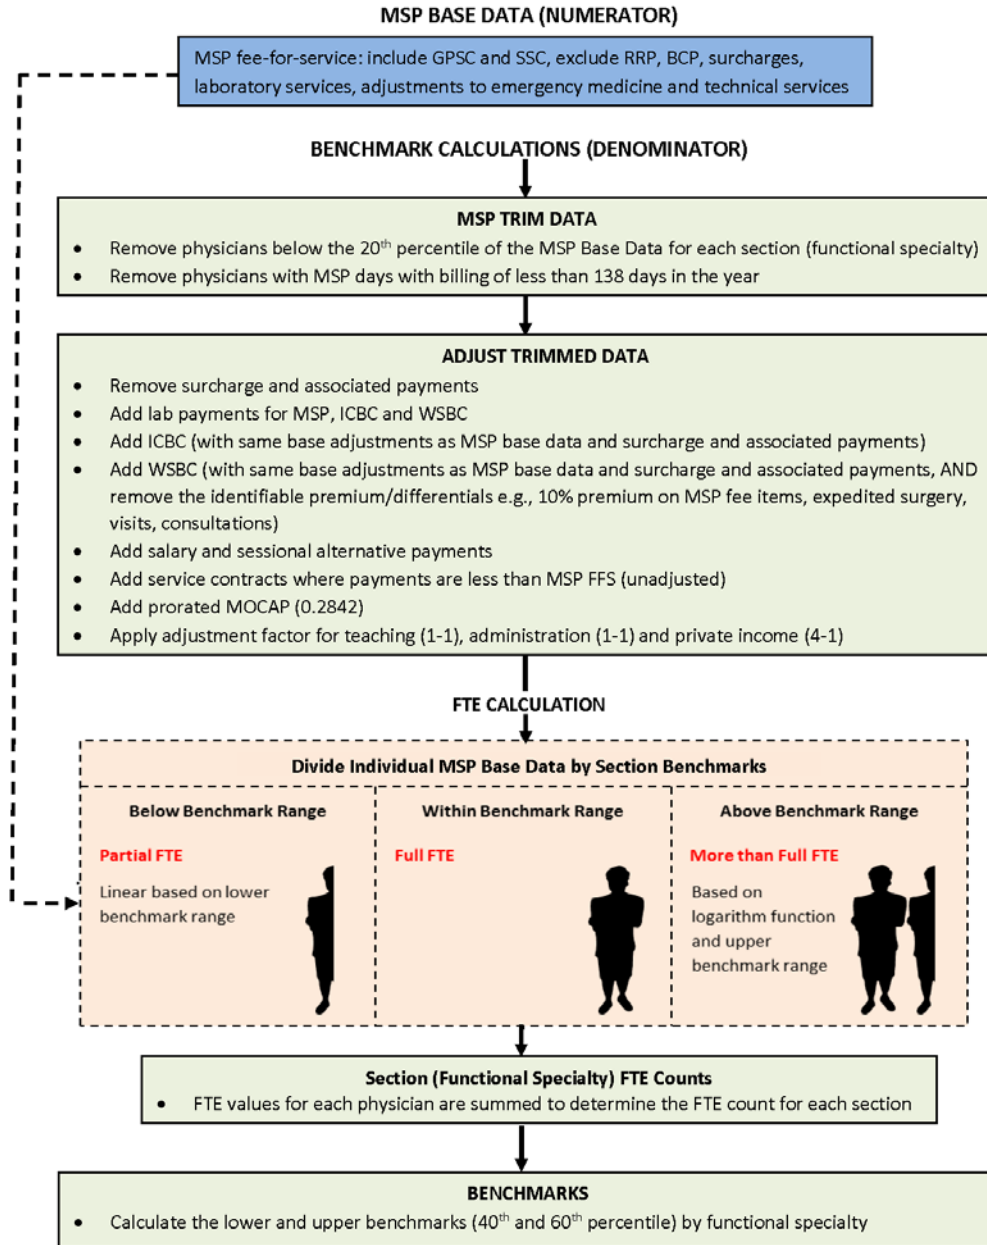 MSP BASE DATA (NUMERATOR)
MSP fee-for-service: include GPSC and SSC, exclude RRP, BCP, surcharges,
laboratory services, adjustments to emergency medicine and technical services
BENCHMARK CALCULATIONS (DENOMINATOR)
MSP TRIM DATA
• Remove physicians below the 20th percentile of the MSP Base Data for each section (functional specialty)
• Remove physicians with MSP days with billing of less than 138 days in the year
ADJUST TRIMMED DATA
• Remove surcharge and associated payments
• Add lab payments for MSP, ICBC and WSBC
• Add ICBC (with same base adjustments as MSP base data and surcharge and associated payments)
• Add WSBC (with same base adjustments as MSP base data and surcharge and associated payments, AND
remove the identifiable premium/differentials e.g., 10% premium on MSP fee items, expedited surgery,
visits, consultations)
• Add salary and sessional alternative payments
• Add service contracts where payments are less than MSP FFS (unadjusted)
• Add prorated MOCAP (0.2842)
• Apply adjustment factor for teaching (1-1), administration (1-1) and private income (4-1)
FTE CALCULATION
Divide Individual MSP Base Data by Section Benchmarks
Below Benchmark Range
Partial FTE
Linear based on lower
benchmark range
Within Benchmark Range
Full FTE
Above Benchmark Range
More than Full FTE
Based on
logarithm function
and upper
benchmark range
Section (Functional Specialty) FTE Counts
• FTE values for each physician are summed to determine the FTE count for each section
BENCHMARKS
• Calculate the lower and upper benchmarks (40th and 60th percentile) by functional specialty